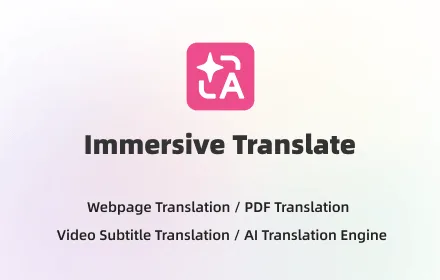 A
Immersive Translate
Webpage Translation / PDF Translation
Video Subtitle Translation / AI Translation Engine